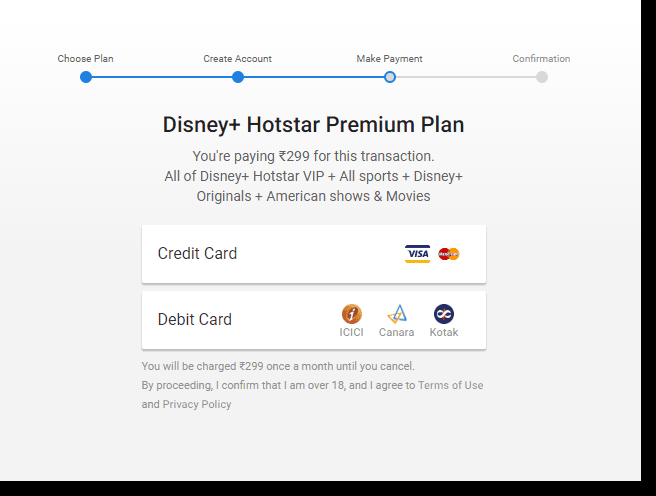 Choose Plan Create Account Make Payment Confirmation
Disney+ Hotstar Premium Plan
You're paying ₹299 for this transaction.
All of Disney+ Hotstar VIP + All sports + Disney+
Originals + American shows & Movies
Credit Card VISA MasterCard
Debit Card
ICICI Canara Kotak
You will be charged ₹299 once a month until you cancel.
By proceeding, I confirm that I am over 18, and I agree to Terms of Use
and Privacy Policy